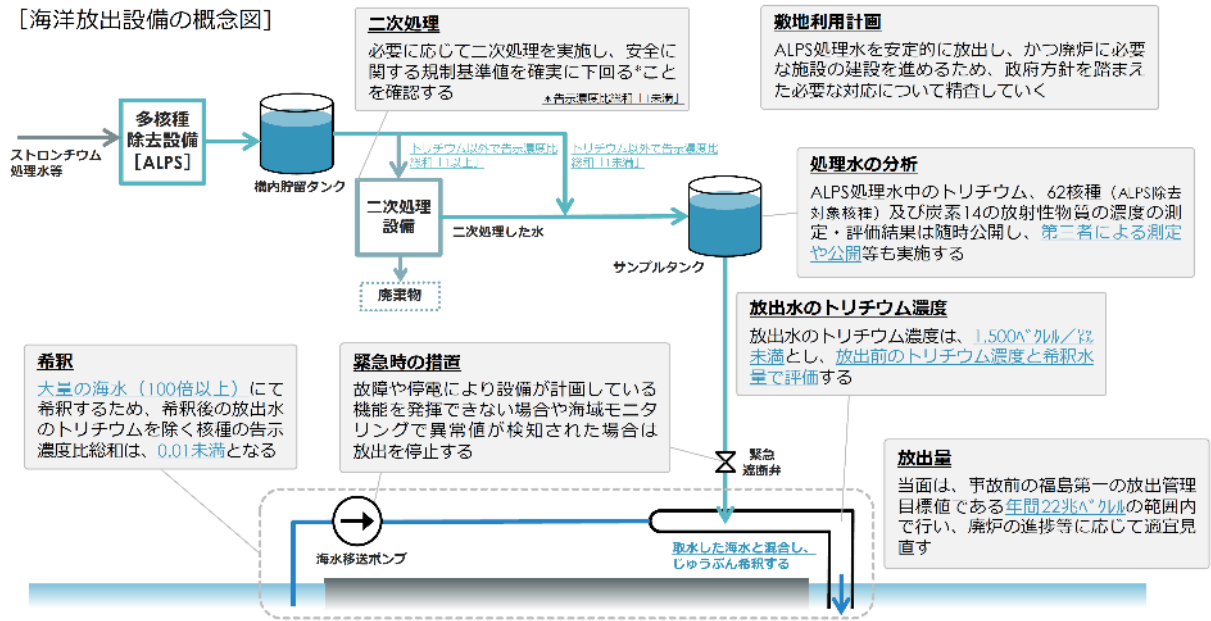 ［海洋放出設備の概念図］
二次処理
必要に応じて二次処理を実施し、安全に
関する規制基準値を確実に下回る*こと
を確認する
*告示濃度比総和「1未満」
敷地利用計画
ALPS処理水を安定的に放出し、かつ廃炉に必要
な施設の建設を進めるため、政府方針を踏まえ
た必要な対応について精査していく
ストロンチウム
処理水等
多核種
除去設備
［ALPS］
構内貯留タンク
トリチウム以外で告示濃度比
総和「1以上」
トリチウム以外で告示濃度比
総和「1未満」
二次処理
設備
二次処理した水
廃棄物
サンプルタンク
処理水の分析
ALPS処理水中のトリチウム、62核種（ALPS除去
対象核種）及び炭素14の放射性物質の濃度の測
定・評価結果は随時公開し、第三者による測定
や公開等も実施する
放出水のトリチウム濃度
放出水のトリチウム濃度は、1,500ﾍﾞｸﾚﾙ／㍑
未満とし、放出前のトリチウム濃度と希釈水
量で評価する
希釈
大量の海水（100倍以上）にて
希釈するため、希釈後の放出水
のトリチウムを除く核種の告示
濃度比総和は、0.01未満となる
緊急時の措置
故障や停電により設備が計画している
機能を発揮できない場合や海域モニタ
リングで異常値が検知された場合は
放出を停止する
緊急
遮断弁
放出量
当面は、事故前の福島第一の放出管理
目標値である年間22兆ﾍﾞｸﾚﾙの範囲内
で行い、廃炉の進捗等に応じて適宜見
直す
海水移送ポンプ
取水した海水と混合し、
じゅうぶん希釈する